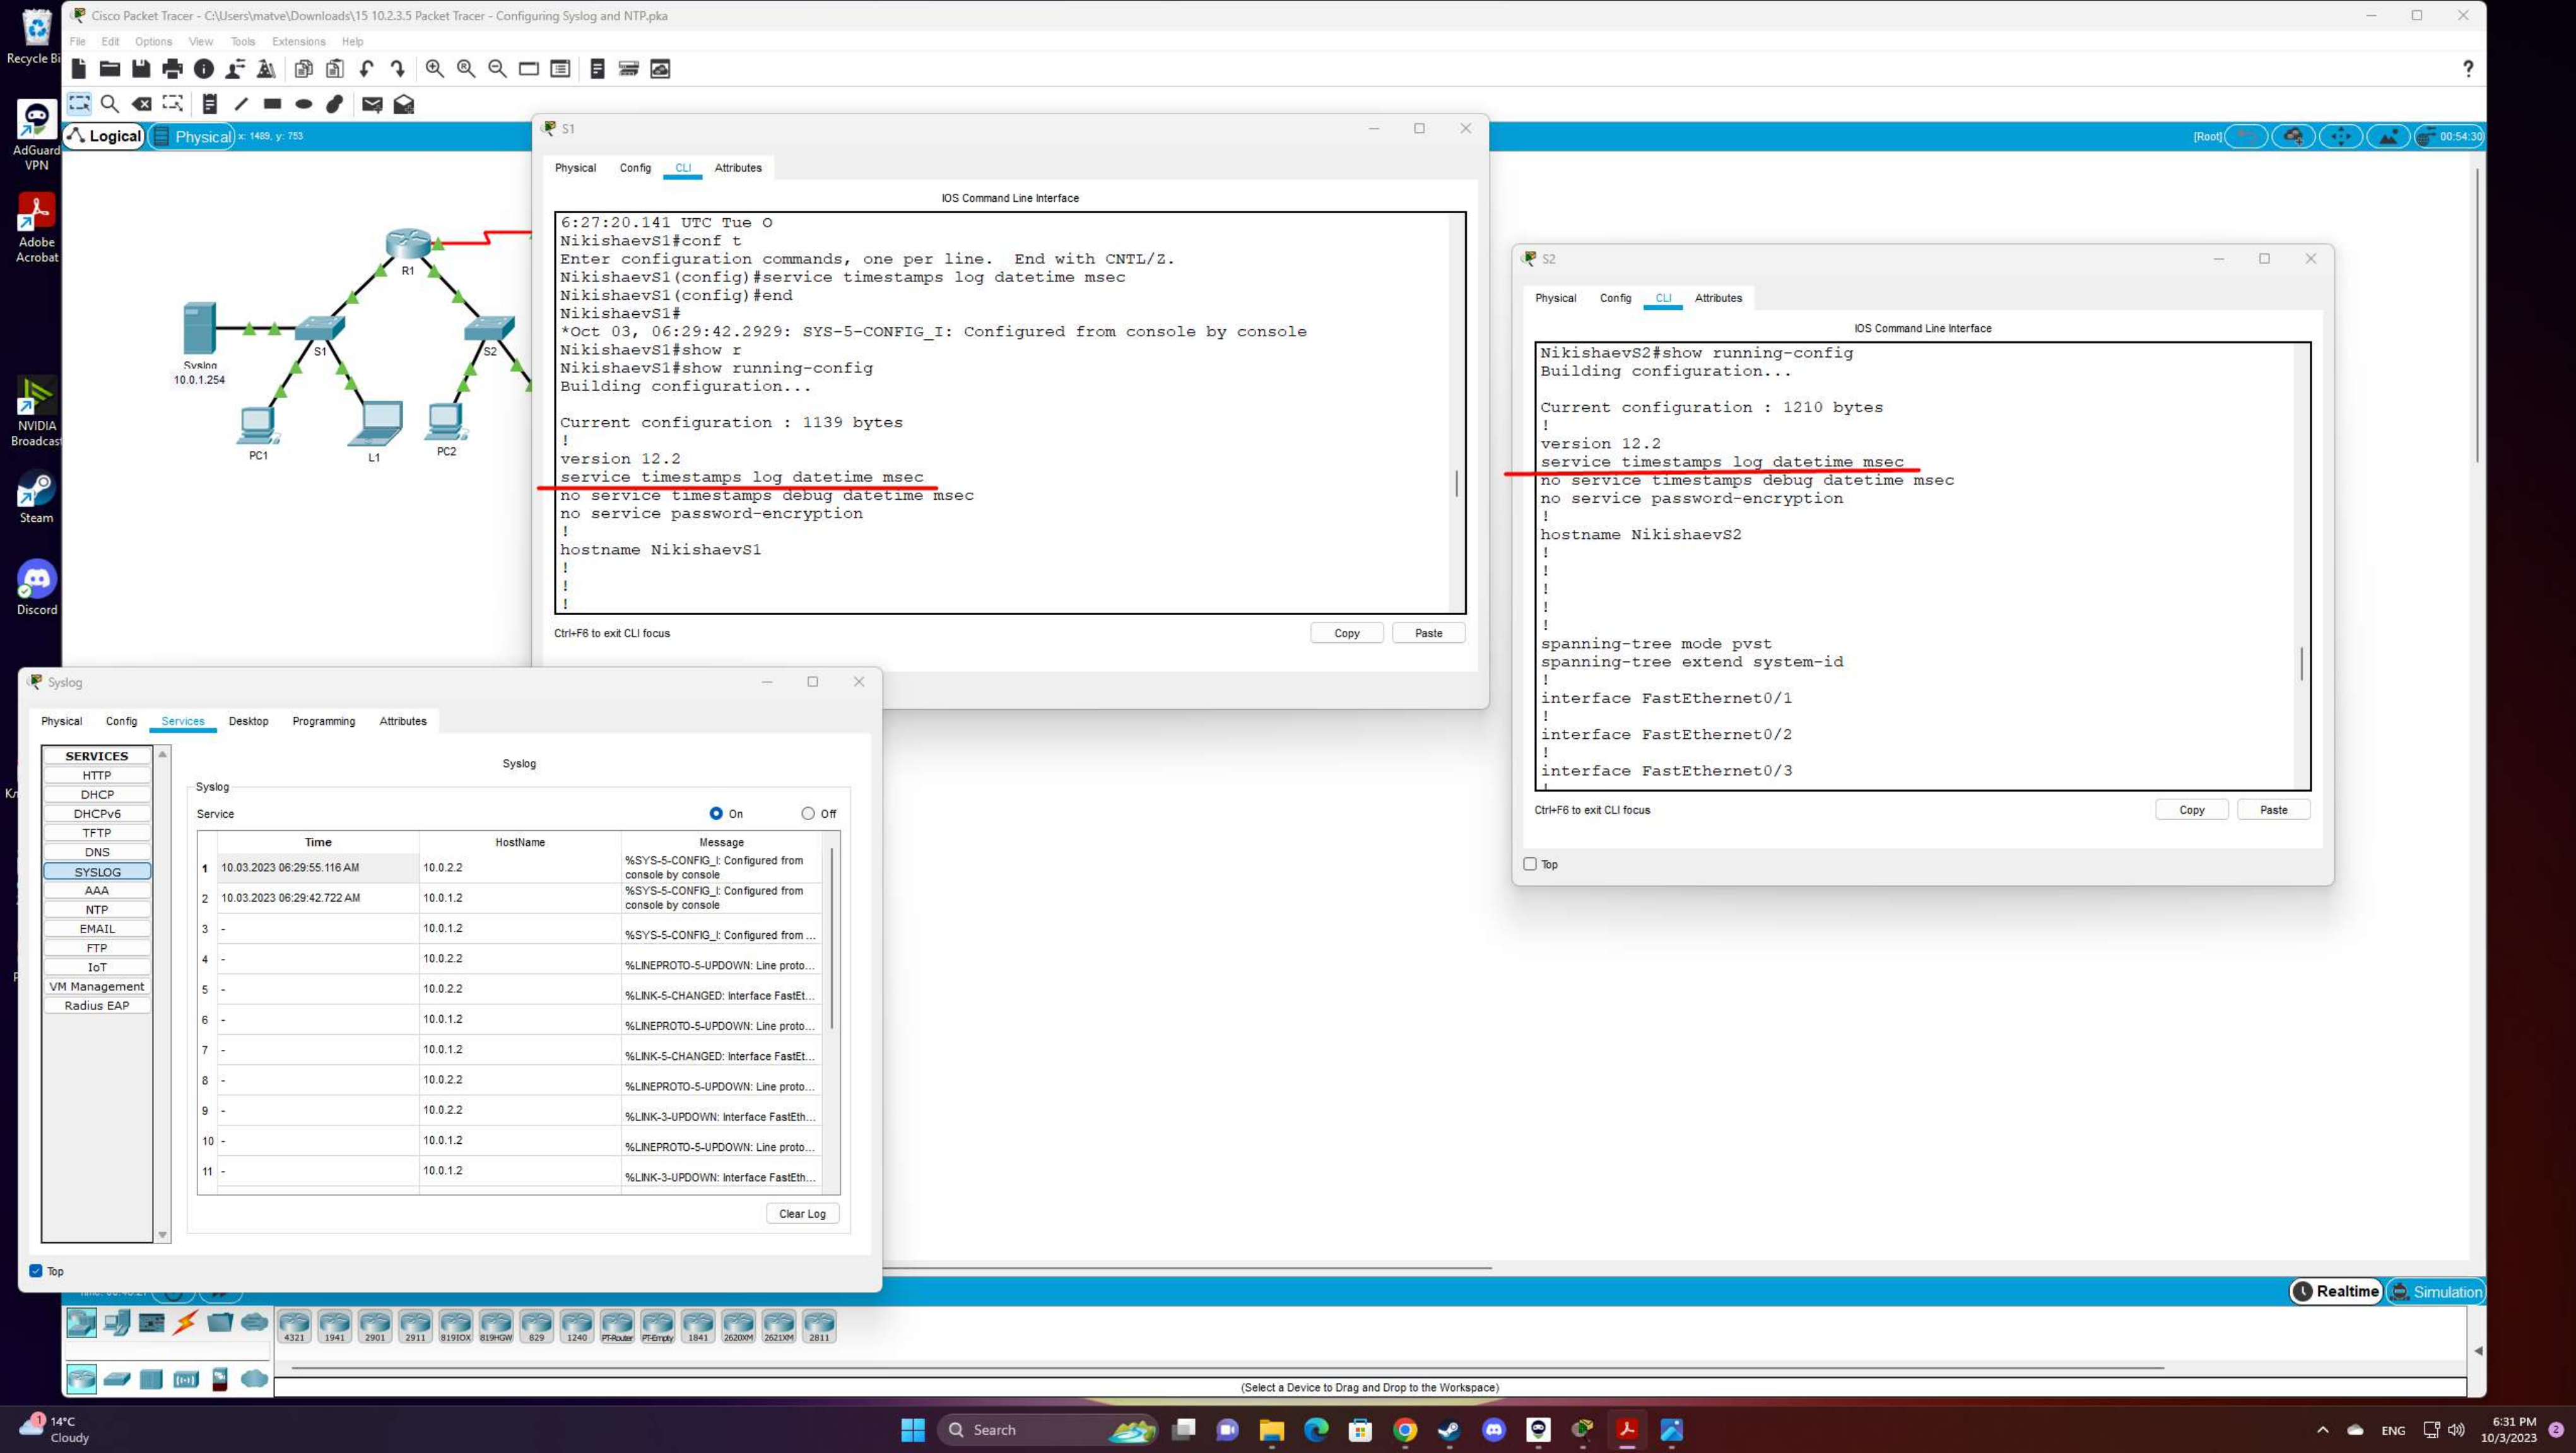 Cisco Packet Tracer - C:\Users\matve\Downloads\15 10.2.3.5 Packet Tracer - Configuring Syslog and NTP.pka
File Edit Options View Tools Extensions Help
Logical
Physical
x: 1489, y: 753
[Root]
00:54:30
Recycle Bi
AdGuard
VPN
Adobe
Acrobat
NVIDIA
Broadcas
Steam
Discord
R1
S1
S2
Syslog
10.0.1.254
PC1
L1
PC2
S1
Physical Config CLI Attributes
IOS Command Line Interface
6:27:20.141 UTC Tue O
NikishaevS1#conf t
Enter configuration commands, one per line.  End with CNTL/Z.
NikishaevS1(config)#service timestamps log datetime msec
NikishaevS1(config)#end
NikishaevS1#
*Oct 03, 06:29:42.2929: SYS-5-CONFIG_I: Configured from console by console
NikishaevS1#show r
NikishaevS1#show running-config
Building configuration...
Current configuration : 1139 bytes
!
version 12.2
service timestamps log datetime msec
no service timestamps debug datetime msec
no service password-encryption
!
hostname NikishaevS1
!
!
!
Ctrl+F6 to exit CLI focus
Copy
Paste
S2
Physical Config CLI Attributes
IOS Command Line Interface
NikishaevS2#show running-config
Building configuration...
Current configuration : 1210 bytes
!
version 12.2
service timestamps log datetime msec
no service timestamps debug datetime msec
no service password-encryption
!
hostname NikishaevS2
!
!
!
!
!
spanning-tree mode pvst
spanning-tree extend system-id
!
interface FastEthernet0/1
!
interface FastEthernet0/2
!
interface FastEthernet0/3
!
Ctrl+F6 to exit CLI focus
Copy
Paste
Top
Syslog
Physical Config Services Desktop Programming Attributes
SERVICES
HTTP
DHCP
DHCPv6
TFTP
DNS
SYSLOG
AAA
NTP
EMAIL
FTP
IoT
VM Management
Radius EAP
Syslog
Syslog
Service
On
Off
Time HostName Message
1 10.03.2023 06:29:55.116 AM 10.0.2.2 %SYS-5-CONFIG_I: Configured from
console by console
2 10.03.2023 06:29:42.722 AM 10.0.1.2 %SYS-5-CONFIG_I: Configured from
console by console
3 - 10.0.1.2 %SYS-5-CONFIG_I: Configured from ...
4 - 10.0.2.2 %LINEPROTO-5-UPDOWN: Line proto...
5 - 10.0.2.2 %LINK-5-CHANGED: Interface FastEt...
6 - 10.0.1.2 %LINEPROTO-5-UPDOWN: Line proto...
7 - 10.0.1.2 %LINK-5-CHANGED: Interface FastEt...
8 - 10.0.2.2 %LINEPROTO-5-UPDOWN: Line proto...
9 - 10.0.2.2 %LINK-3-UPDOWN: Interface FastEth...
10 - 10.0.1.2 %LINEPROTO-5-UPDOWN: Line proto...
11 - 10.0.1.2 %LINK-3-UPDOWN: Interface FastEth...
Clear Log
Top
Realtime
Simulation
4321 1941 2901 2911 819IOX 819HGW 829 1240 PT-Router PT-Empty 1841 2620XM 2621XM 2811
(Select a Device to Drag and Drop to the Workspace)
1
14°C
Cloudy
Search
ENG
6:31 PM
10/3/2023
2